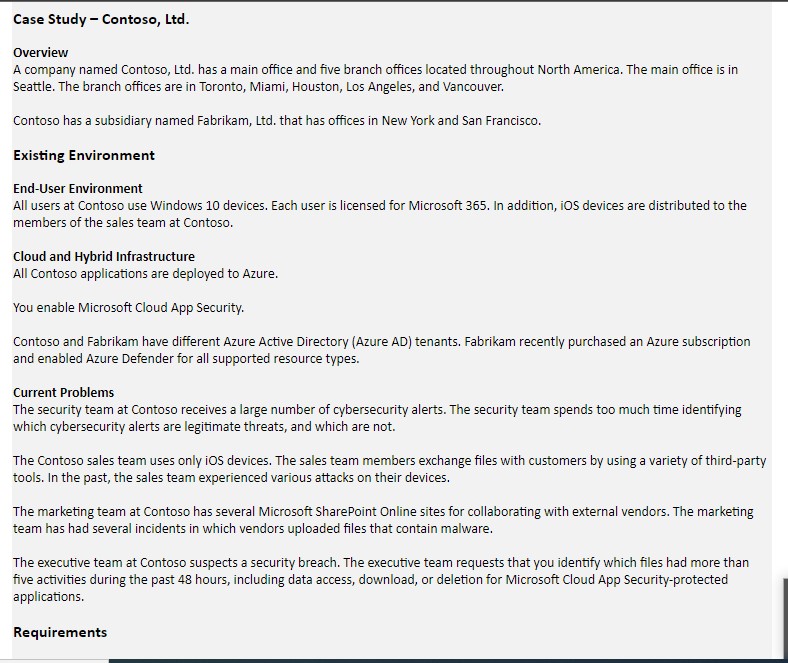 Case Study – Contoso, Ltd.
Overview
A company named Contoso, Ltd. has a main office and five branch offices located throughout North America. The main office is in
Seattle. The branch offices are in Toronto, Miami, Houston, Los Angeles, and Vancouver.
Contoso has a subsidiary named Fabrikam, Ltd. that has offices in New York and San Francisco.
Existing Environment
End-User Environment
All users at Contoso use Windows 10 devices. Each user is licensed for Microsoft 365. In addition, iOS devices are distributed to the
members of the sales team at Contoso.
Cloud and Hybrid Infrastructure
All Contoso applications are deployed to Azure.
You enable Microsoft Cloud App Security.
Contoso and Fabrikam have different Azure Active Directory (Azure AD) tenants. Fabrikam recently purchased an Azure subscription
and enabled Azure Defender for all supported resource types.
Current Problems
The security team at Contoso receives a large number of cybersecurity alerts. The security team spends too much time identifying
which cybersecurity alerts are legitimate threats, and which are not.
The Contoso sales team uses only iOS devices. The sales team members exchange files with customers by using a variety of third-party
tools. In the past, the sales team experienced various attacks on their devices.
The marketing team at Contoso has several Microsoft SharePoint Online sites for collaborating with external vendors. The marketing
team has had several incidents in which vendors uploaded files that contain malware.
The executive team at Contoso suspects a security breach. The executive team requests that you identify which files had more than
five activities during the past 48 hours, including data access, download, or deletion for Microsoft Cloud App Security-protected
applications.
Requirements